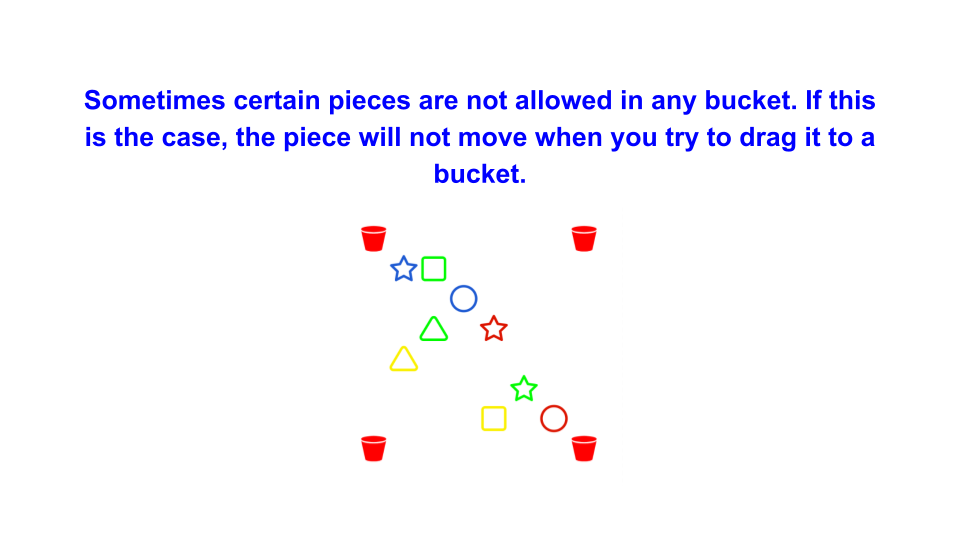 Sometimes certain pieces are not allowed in any bucket. If this
is the case, the piece will not move when you try to drag it to a
bucket.